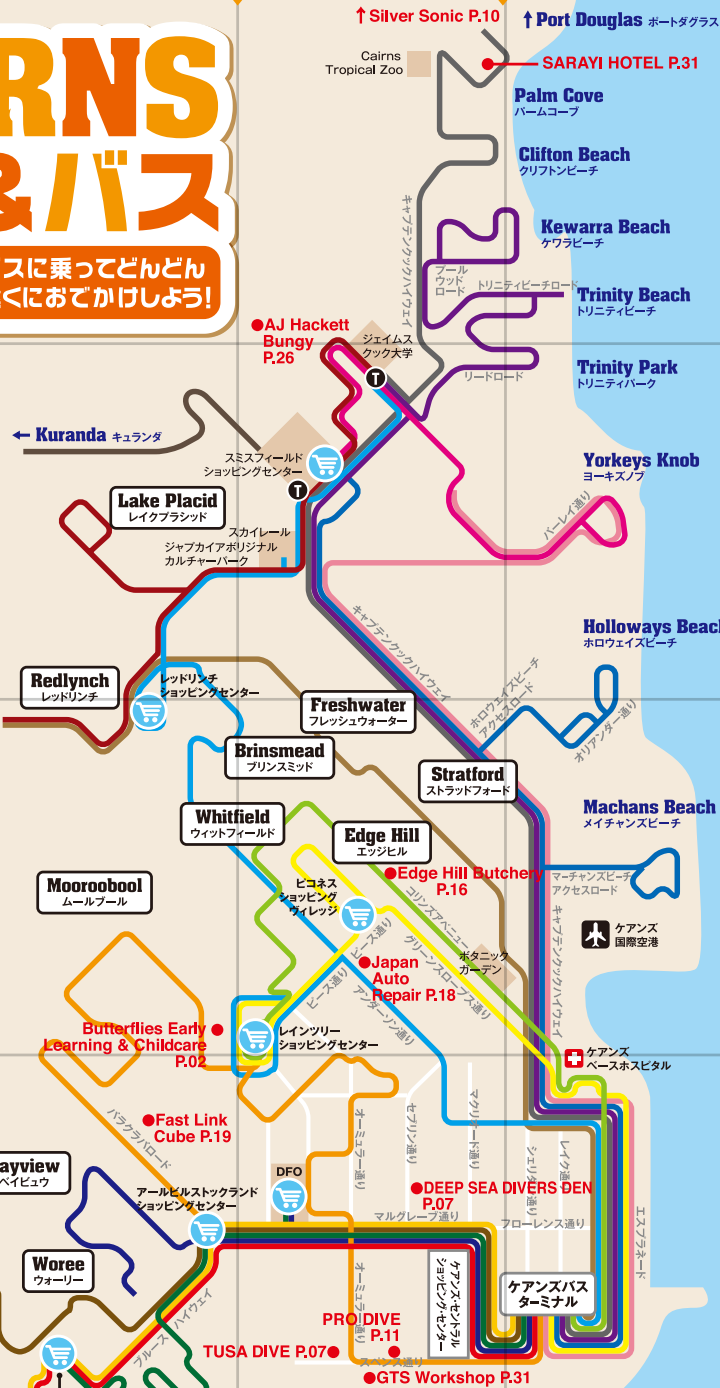 ↑Silver Sonic P.10
↑Port Douglas ポートダグラス
Cairns
Tropical Zoo
SARAYI HOTEL P.31
RNS
&バス
スに乗ってどんどん
くにおでかけしよう!
Palm Cove
パームコーブ
Clifton Beach
クリフトンビーチ
キャプテンクックハイウェイ
Kewarra Beach
ケワラビーチ
プール
ウッド
ロード
トリニティビーチロード
Trinity Beach
トリニティビーチ
●AJ Hackett
Bungy
P.26
ジェイムス
クック大学
T
リードロード
Trinity Park
トリニティパーク
←Kuranda キュランダ
スミスフィールド
ショッピングセンター
T
Yorkeys Knob
ヨーキズノブ
バーレイ通り
Lake Placid
レイクプラシッド
スカイレール
ジャプカイアボリジナル
カルチャーパーク
キャプテンクックハイウェイ
Holloways Beach
ホロウェイズビーチ
ホロウェイズビーチ
アクセスロード
オリアンダー通り
Redlynch
レッドリンチ
レッドリンチ
ショッピングセンター
Freshwater
フレッシュウォーター
Brinsmead
ブリンスミッド
Stratford
ストラッドフォード
Whitfield
ウィットフィールド
Edge Hill
エッジヒル
Machans Beach
メイチャンズビーチ
●Edge Hill Butchery
P.16
マーチャンズビーチ
アクセスロード
Mooroobool
ムールブール
ピコネス
ショッピング
ヴィレッジ
コリンズアベニュー
グリーンスロープス通り
ピース通り
ピース通り
アンダーソン通り
ボタニック
ガーデン
キャプテンクックハイウェイ
ケアンズ
国際空港
●Japan
Auto
Repair P.18
Butterflies Early
Learning & Childcare
P.02
レインツリー
ショッピングセンター
ケアンズ
ベースホスピタル
●Fast Link
Cube P.19
バラクラバロード
オーミュラー通り
セブリン通り
マクリーオード通り
シェリダン通り
レイク通り
エスプラネード
ayview
ベイビュウ
アールビルストックランド
ショッピングセンター
DFO
●DEEP SEA DIVERS DEN
P.07
マルグレーブ通り
フローレンス通り
Woree
ウォーリー
ブルースハイウェイ
オーミュラー通り
ケアンズ・セントラル
ショッピング・センター
ケアンズバス
ターミナル
PRO DIVE
P.11
TUSA DIVE P.07●
スペンス通り
●GTS Workshop P.31